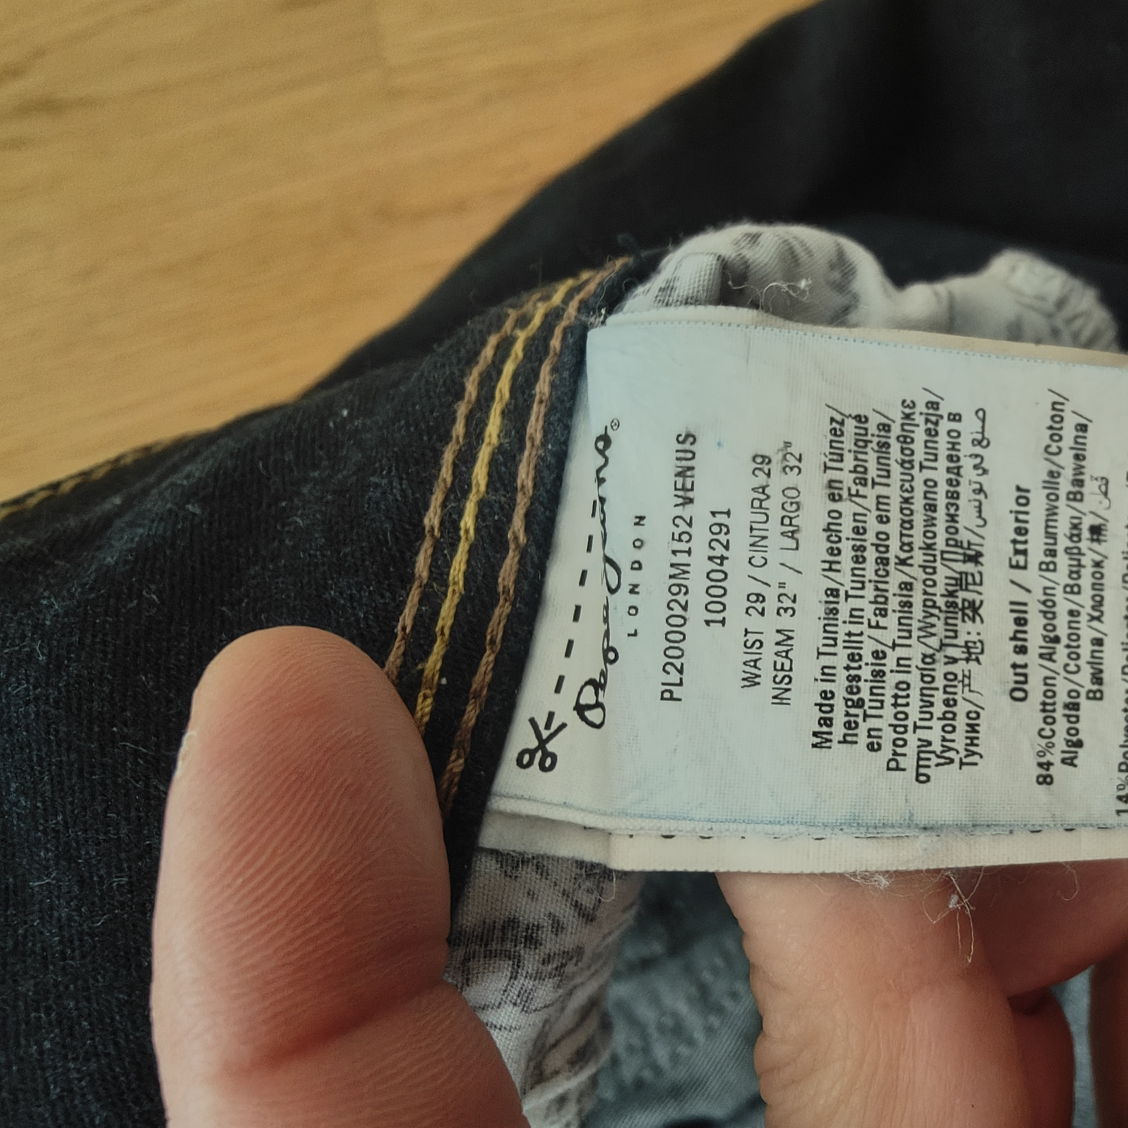 Pepe Jeans®
LONDON
PL200029M152 VENUS
10004291
WAIST 29 / CINTURA 29
INSEAM 32" / LARGO 32"
Made in Tunisia/Hecho en Túnez/
hergestellt in Tunesien/Fabriqué
en Tunisie/ Fabricado em Tunísia/
Prodotto in Tunisia/Κατασκευάσθηκε
στην Τυνησία/Wyprodukowano Tunezja/
Vyrobeno v Tunisku/Произведено в
Тунис/产地: 突尼斯/صنع في تونس
Out shell / Exterior
84%Cotton/Algodón/Baumwolle/Coton/
Algodão/Cotone/Βαμβάκι/Bawełna/
Bavlna/Хлопок/棉/قطن